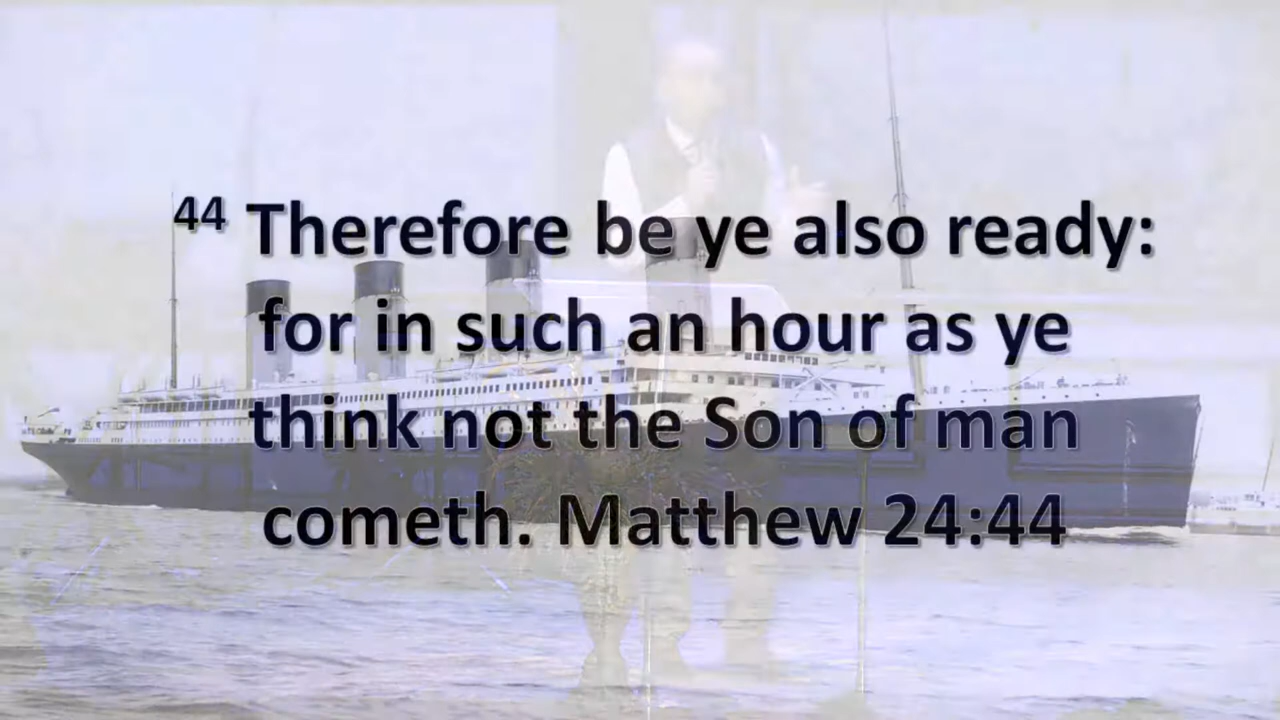 44 Therefore be ye also ready:
for in such an hour as ye
think not the Son of man
cometh. Matthew 24:44